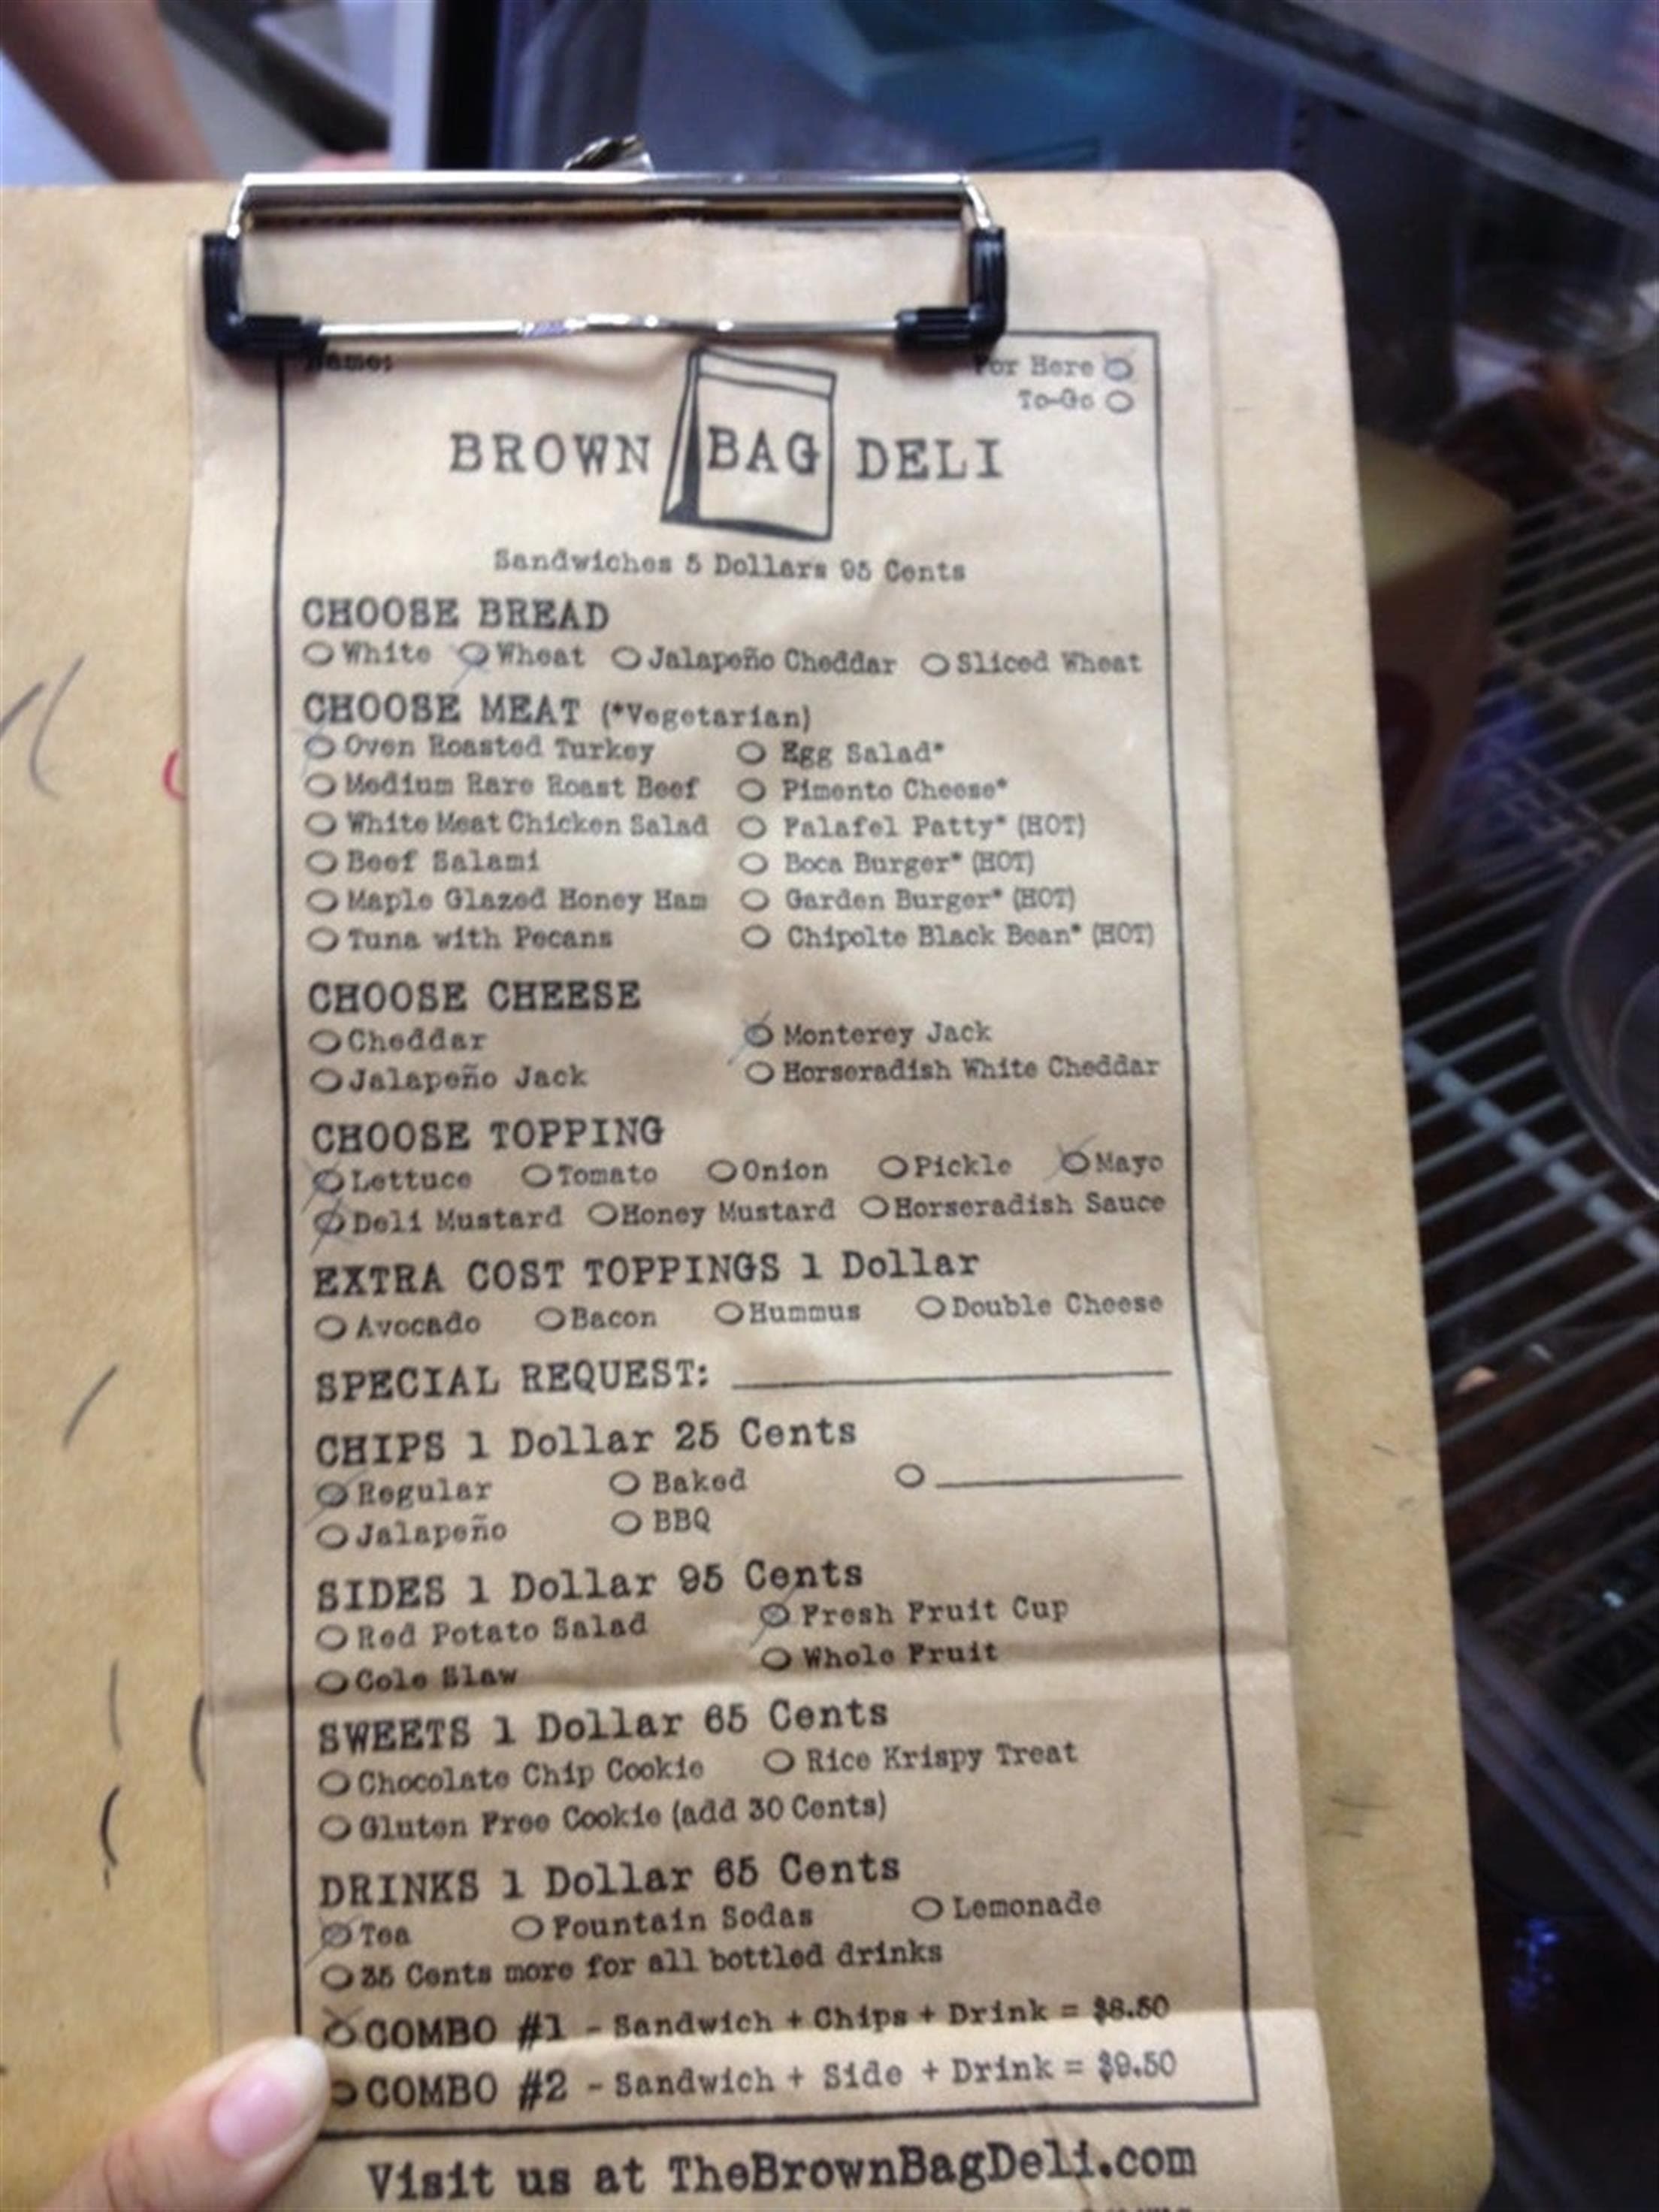 Name:
For Here
To-Go
BROWN BAG DELI
Sandwiches 5 Dollars 95 Cents
CHOOSE BREAD
White Wheat Jalapeño Cheddar Sliced Wheat
CHOOSE MEAT (*Vegetarian)
Oven Roasted Turkey Egg Salad*
Medium Rare Roast Beef Pimento Cheese*
White Meat Chicken Salad Falafel Patty* (HOT)
Beef Salami Boca Burger* (HOT)
Maple Glazed Honey Ham Garden Burger* (HOT)
Tuna with Pecans Chipolte Black Bean* (HOT)
CHOOSE CHEESE
Cheddar Monterey Jack
Jalapeño Jack Horseradish White Cheddar
CHOOSE TOPPING
Lettuce Tomato Onion Pickle Mayo
Deli Mustard Honey Mustard Horseradish Sauce
EXTRA COST TOPPINGS 1 Dollar
Avocado Bacon Hummus Double Cheese
SPECIAL REQUEST:
CHIPS 1 Dollar 25 Cents
Regular Baked
Jalapeño BBQ
SIDES 1 Dollar 95 Cents
Red Potato Salad Fresh Fruit Cup
Cole Slaw Whole Fruit
SWEETS 1 Dollar 65 Cents
Chocolate Chip Cookie Rice Krispy Treat
Gluten Free Cookie (add 30 Cents)
DRINKS 1 Dollar 65 Cents
Tea Fountain Sodas Lemonade
35 Cents more for all bottled drinks
COMBO #1 - Sandwich + Chips + Drink = $8.50
COMBO #2 - Sandwich + Side + Drink = $9.50
Visit us at TheBrownBagDeli.com